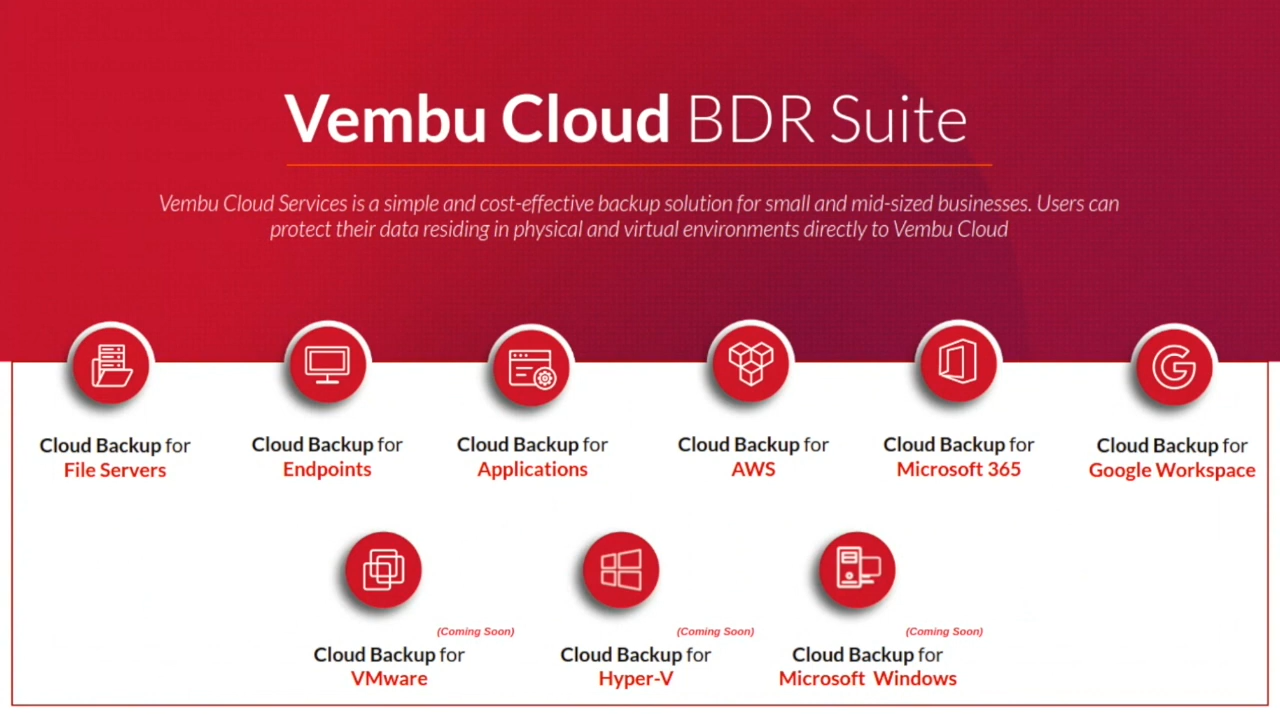 Vembu Cloud BDR Suite
Vembu Cloud Services is a simple and cost-effective backup solution for small and mid-sized businesses. Users can
protect their data residing in physical and virtual environments directly to Vembu Cloud
Cloud Backup for
File Servers
Cloud Backup for
Endpoints
Cloud Backup for
Applications
Cloud Backup for
AWS
Cloud Backup for
Microsoft 365
Cloud Backup for
Google Workspace
(Coming Soon)
Cloud Backup for
VMware
(Coming Soon)
Cloud Backup for
Hyper-V
(Coming Soon)
Cloud Backup for
Microsoft Windows